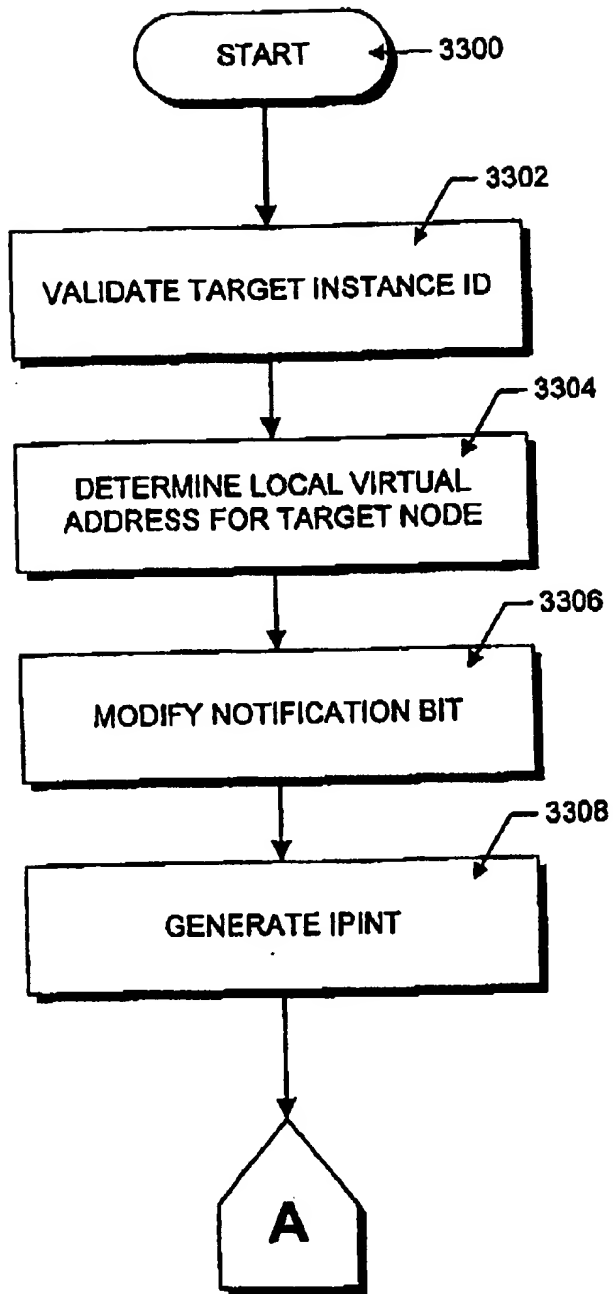 START
3300
3302
VALIDATE TARGET INSTANCE ID
3304
DETERMINE LOCAL VIRTUAL
ADDRESS FOR TARGET NODE
3306
MODIFY NOTIFICATION BIT
3308
GENERATE IPINT
A